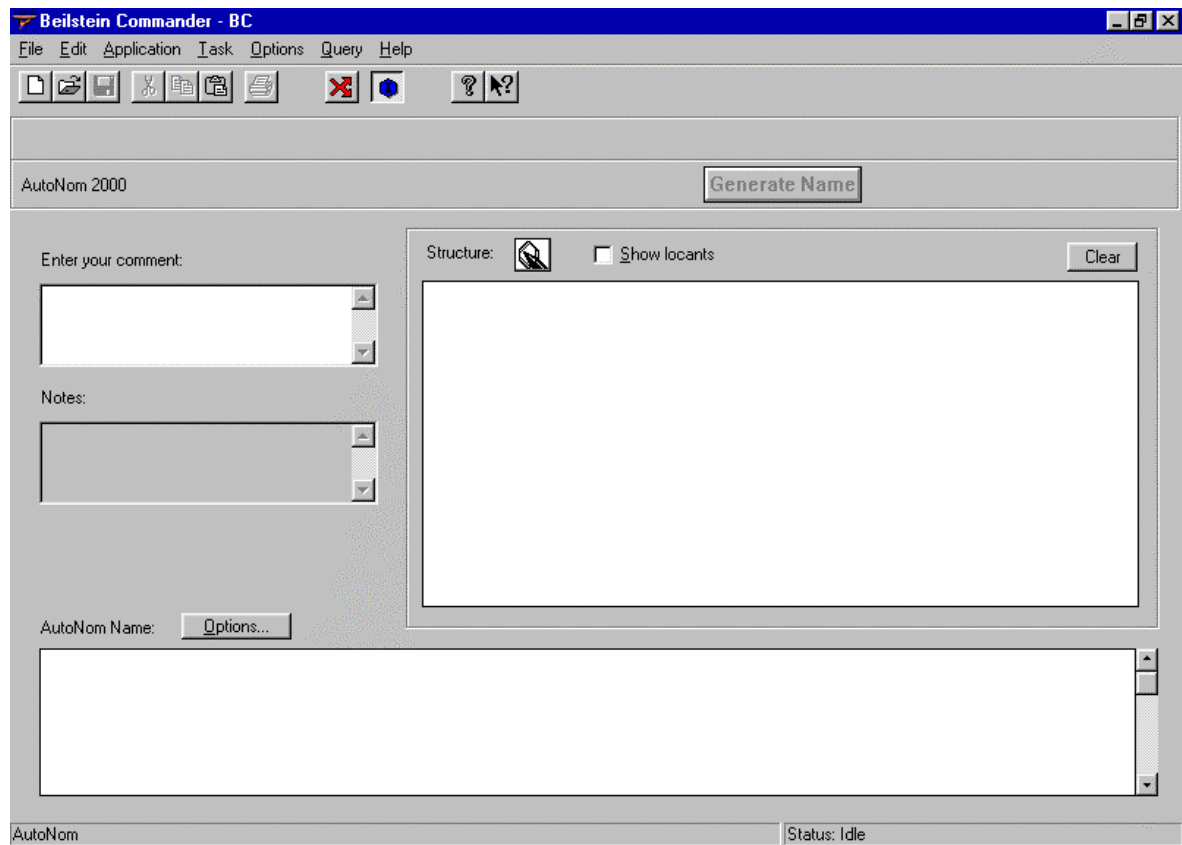 Beilstein Commander - BC
File Edit Application Task Options Query Help
AutoNom 2000
Generate Name
Structure:
Show locants
Clear
Enter your comment:
Notes:
AutoNom Name:
Options...
AutoNom
Status: Idle